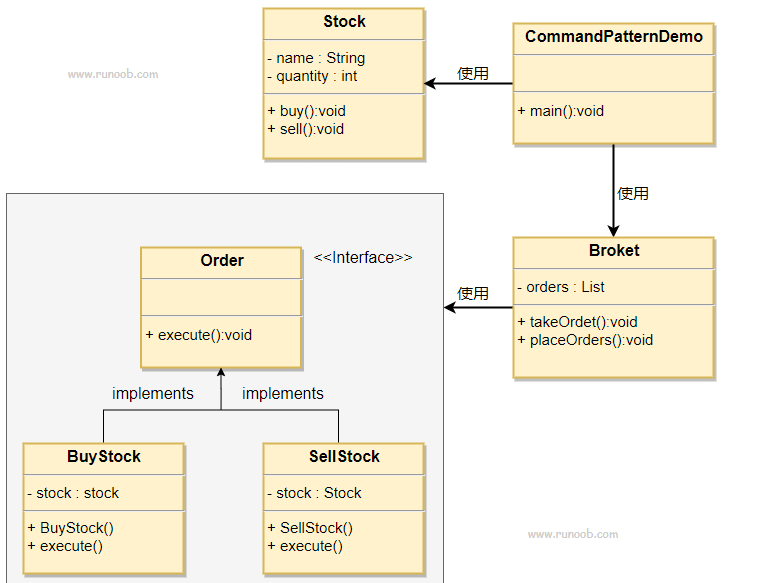 Stock
- name : String
- quantity : int
+ buy():void
+ sell():void
www.runoob.com
使用
CommandPatternDemo
+ main():void
使用
Broket
- orders : List
+ takeOrdet():void
+ placeOrders():void
使用
Order
<<Interface>>
+ execute():void
implements
implements
BuyStock
- stock : stock
+ BuyStock()
+ execute()
SellStock
- stock : Stock
+ SellStock()
+ execute()
www.runoob.com